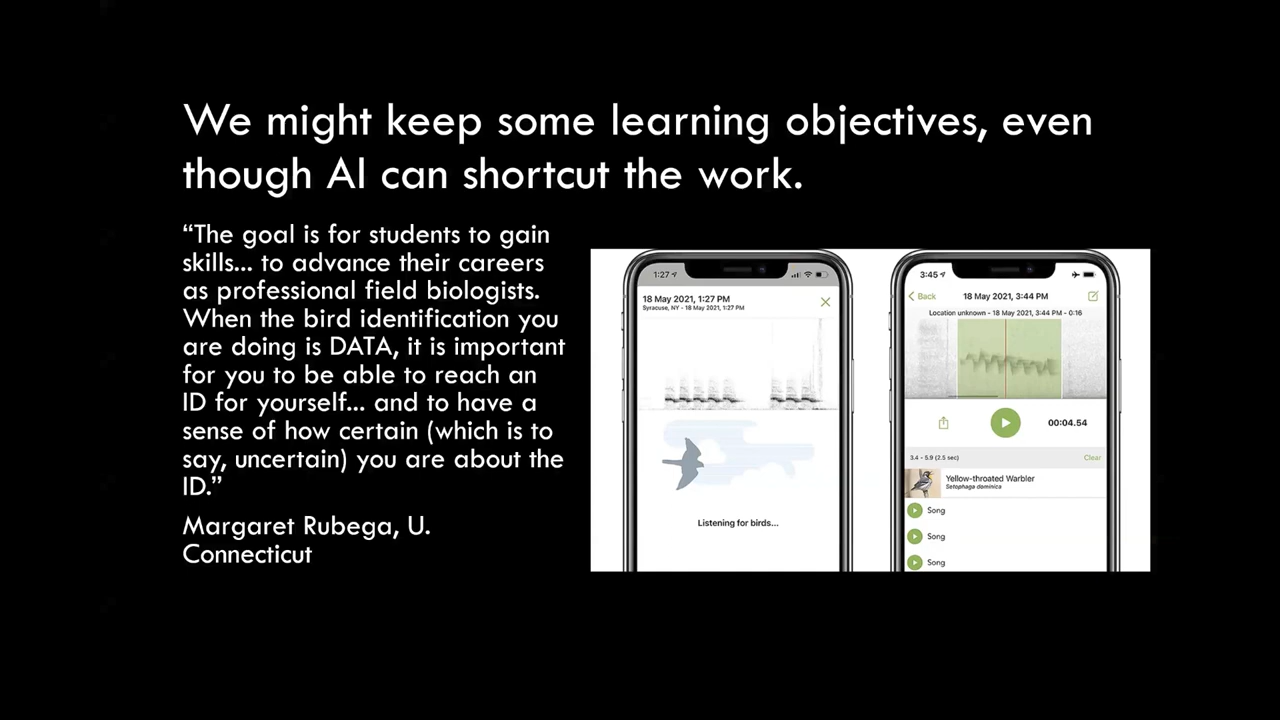 We might keep some learning objectives, even
though AI can shortcut the work.
“The goal is for students to gain
skills... to advance their careers
as professional field biologists.
When the bird identification you
are doing is DATA, it is important
for you to be able to reach an
ID for yourself... and to have a
sense of how certain (which is to
say, uncertain) you are about the
ID.”
Margaret Rubega, U.
Connecticut
1:27
18 May 2021, 1:27 PM
Syracuse, NY - 18 May 2021, 1:27 PM
Listening for birds...
3:45
Back
18 May 2021, 3:44 PM
Location unknown - 18 May 2021, 3:44 PM - 0:16
00:04.54
3.4 - 5.9 (2.5 sec)
Clear
Yellow-throated Warbler
Setophaga dominica
Song
Song
Song